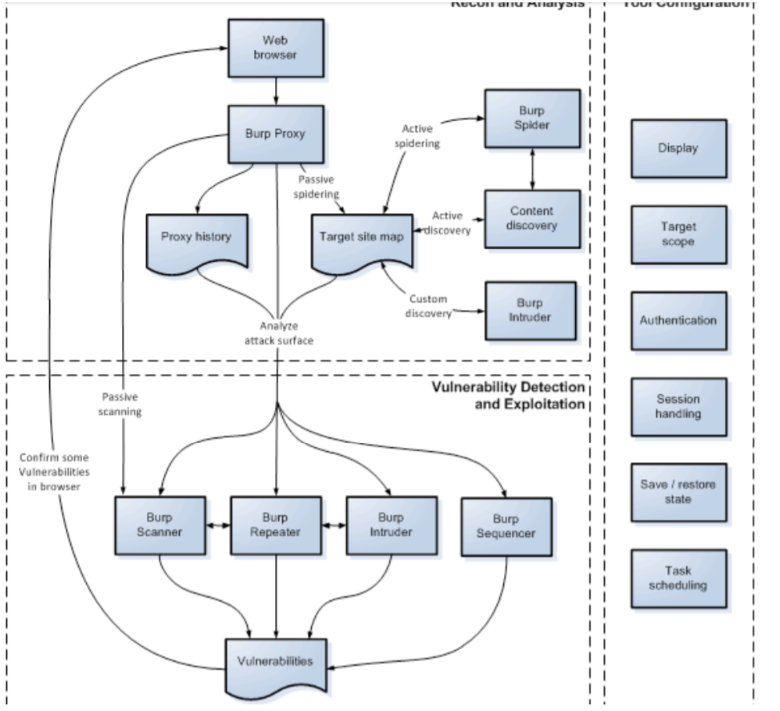 Recon and Analysis
Tool Configuration
Web
browser
Burp Proxy
Passive
spidering
Active
spidering
Burp
Spider
Proxy history
Target site map
Active
discovery
Content
discovery
Custom
discovery
Burp
Intruder
Analyze
attack surface
Display
Target
scope
Authentication
Session
handling
Save / restore
state
Task
scheduling
Vulnerability Detection
and Exploitation
Passive
scanning
Confirm some
Vulnerabilities
in browser
Burp
Scanner
Burp
Repeater
Burp
Intruder
Burp
Sequencer
Vulnerabilities